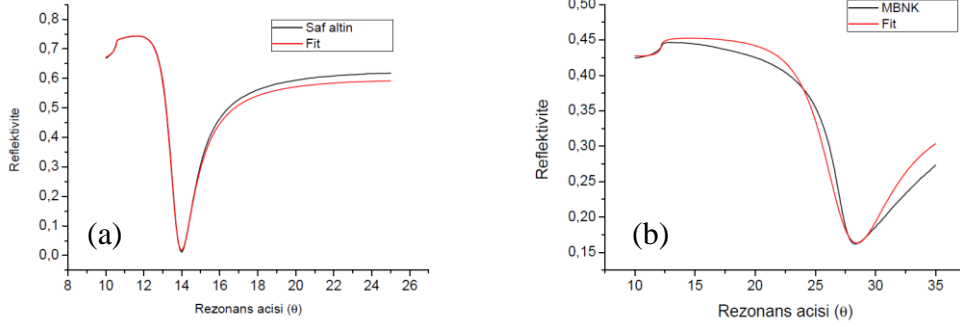 0,8
0,7
0,6
0,5
0,4
0,3
0,2
0,1
0,0
Reflektivite
Saf altin
Fit
(a)
8 10 12 14 16 18 20 22 24 26
Rezonans acisi (θ)
0,50
0,45
0,40
0,35
0,30
0,25
0,20
0,15
Reflektivite
MBNK
Fit
(b)
10 15 20 25 30 35
Rezonans acisi (θ)